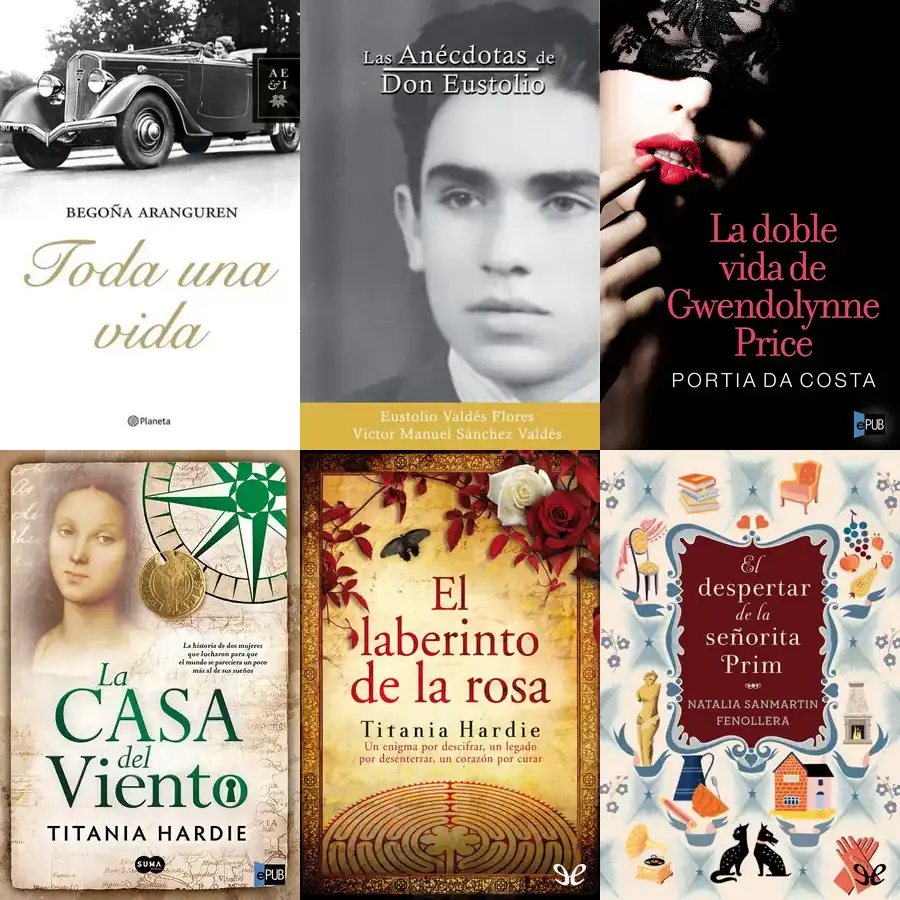 A E
& I
BEGOÑA ARANGUREN
Toda una
vida
Planeta
Las Anécdotas de
Don Eustolio
Eustolio Valdés Flores
Víctor Manuel Sánchez Valdés
La doble
vida de
Gwendolynne
Price
PORTIA DA COSTA
ePUB
La historia de dos mujeres
que lucharon para que
el mundo se pareciera un poco
más al de sus sueños
La
CASA
del
Viento
TITANIA HARDIE
SUMA
ePUB
El
laberinto
de la rosa
Titania Hardie
Un enigma por descifrar, un legado
por desenterrar, un corazón por curar
El
despertar
de la
señorita
Prim
NATALIA SANMARTIN
FENOLLERA